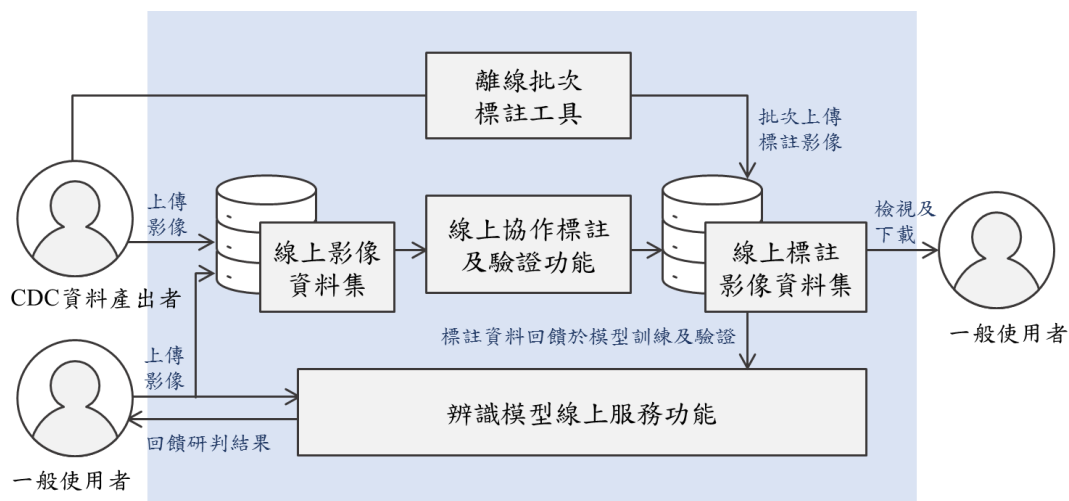 離線批次
標註工具
批次上傳
標註影像
上傳
影像
線上影像
資料集
線上協作標註
及驗證功能
線上標註
影像資料集
檢視及
下載
CDC資料產出者
一般使用者
標註資料回饋於模型訓練及驗證
上傳
影像
辨識模型線上服務功能
回饋研判結果
一般使用者